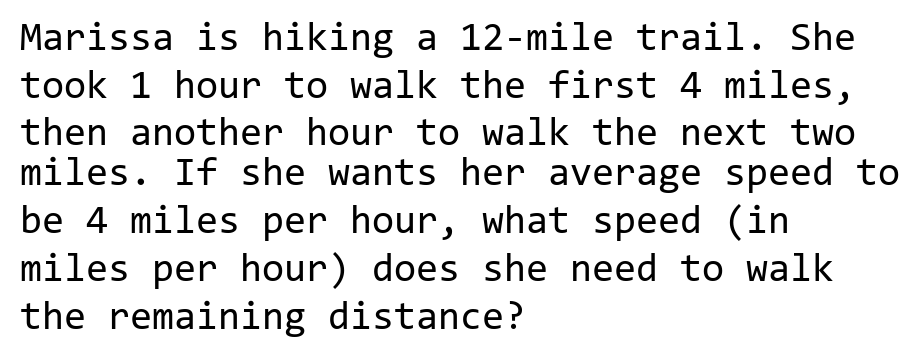 Marissa is hiking a 12-mile trail. She
took 1 hour to walk the first 4 miles,
then another hour to walk the next two
miles. If she wants her average speed to
be 4 miles per hour, what speed (in
miles per hour) does she need to walk
the remaining distance?